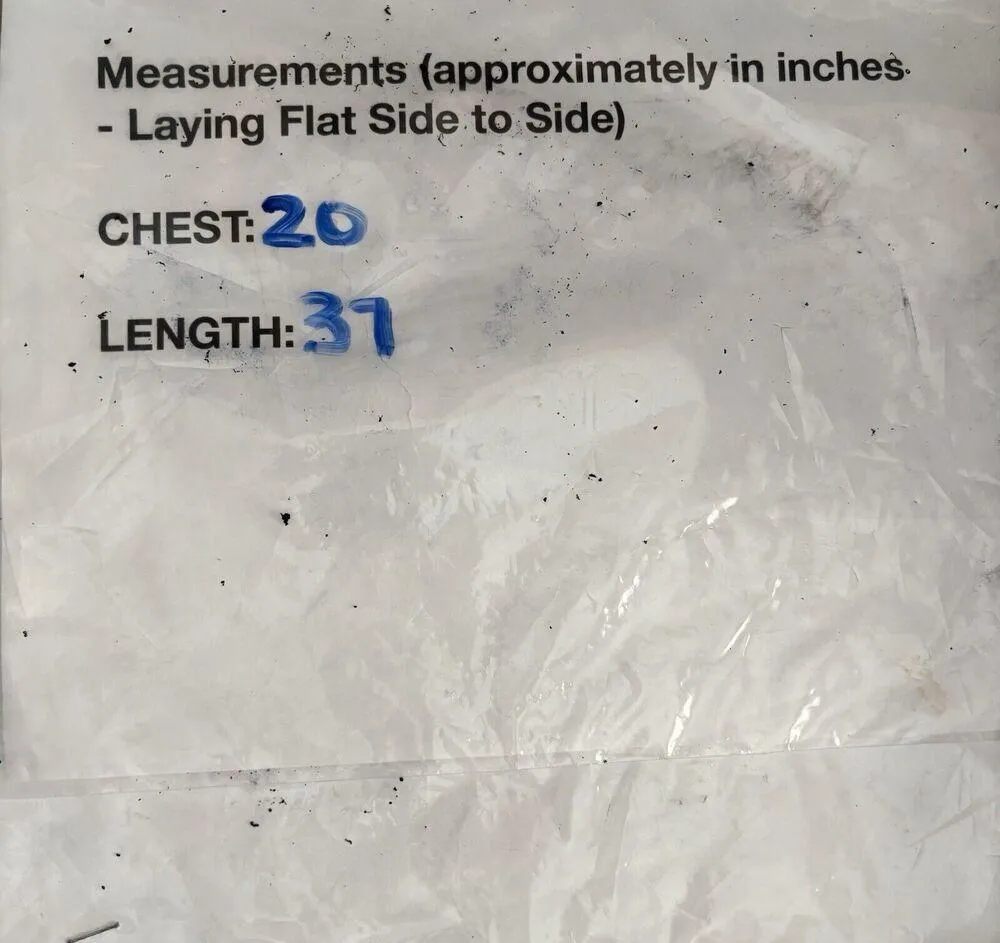 Measurements (approximately in inches
- Laying Flat Side to Side)
CHEST: 20
LENGTH: 37